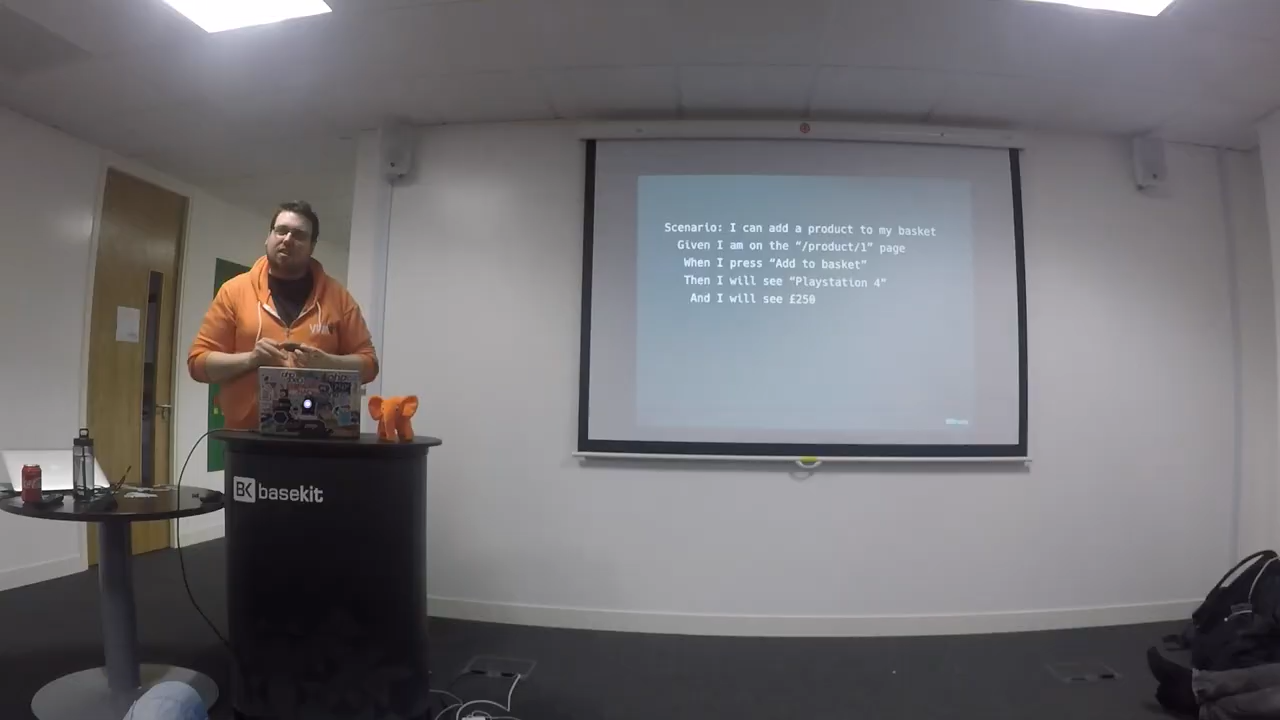 Scenario: I can add a product to my basket
Given I am on the “/product/1” page
When I press “Add to basket”
Then I will see “Playstation 4”
And I will see £250
BK basekit